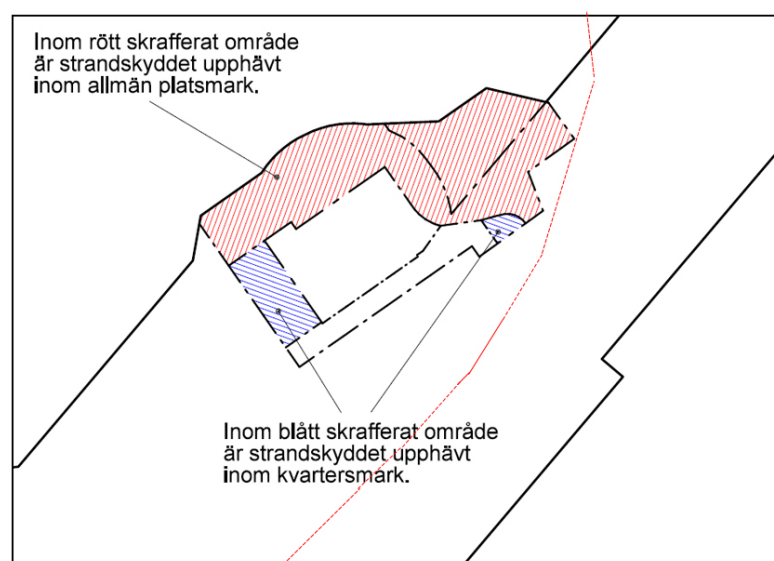 Inom rött skrafferat område
är strandskyddet upphävt
inom allmän platsmark.
Inom blått skrafferat område
är strandskyddet upphävt
inom kvartersmark.